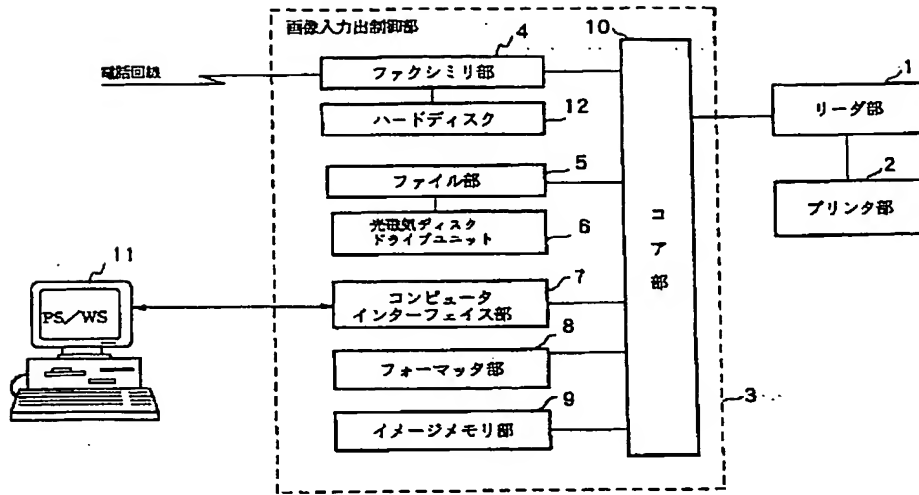 画像入力出制御部
4
10
電話回線
ファクシミリ部
1
リーダ部
12
ハードディスク
5
ファイル部
2
プリンタ部
光磁気ディスク
ドライブユニット
6
コア部
11
PS/WS
7
コンピュータ
インターフェイス部
8
フォーマッタ部
9
3
イメージメモリ部